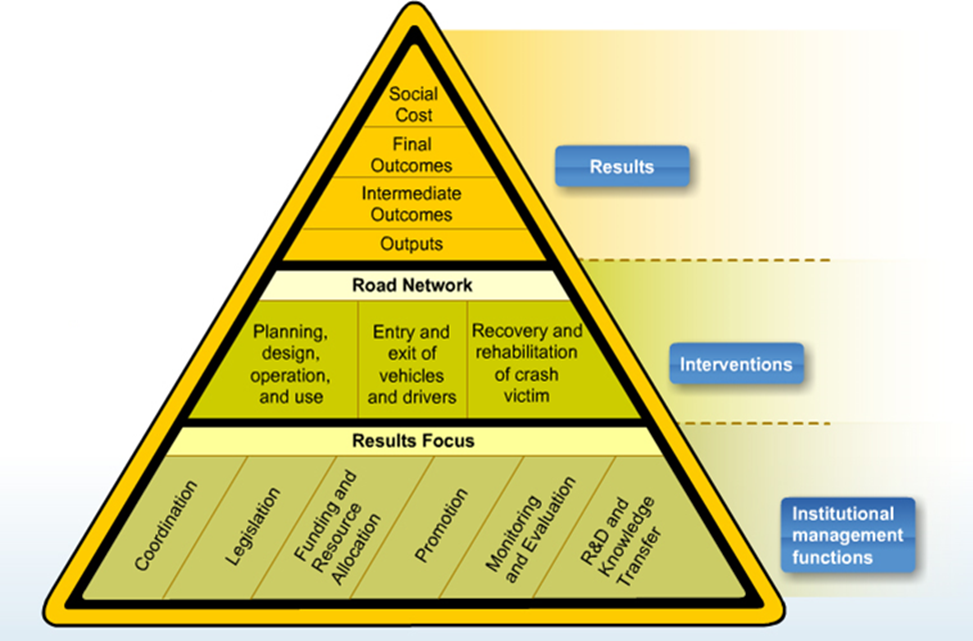 Social
Cost
Final
Outcomes
Intermediate
Outcomes
Outputs
Results
Road Network
Planning,
design,
operation,
and use
Entry and
exit of
vehicles
and drivers
Recovery and
rehabilitation
of crash
victim
Interventions
Results Focus
Coordination
Legislation
Funding and
Resource
Allocation
Promotion
Monitoring
and Evaluation
R&D and
Knowledge
Transfer
Institutional
management
functions